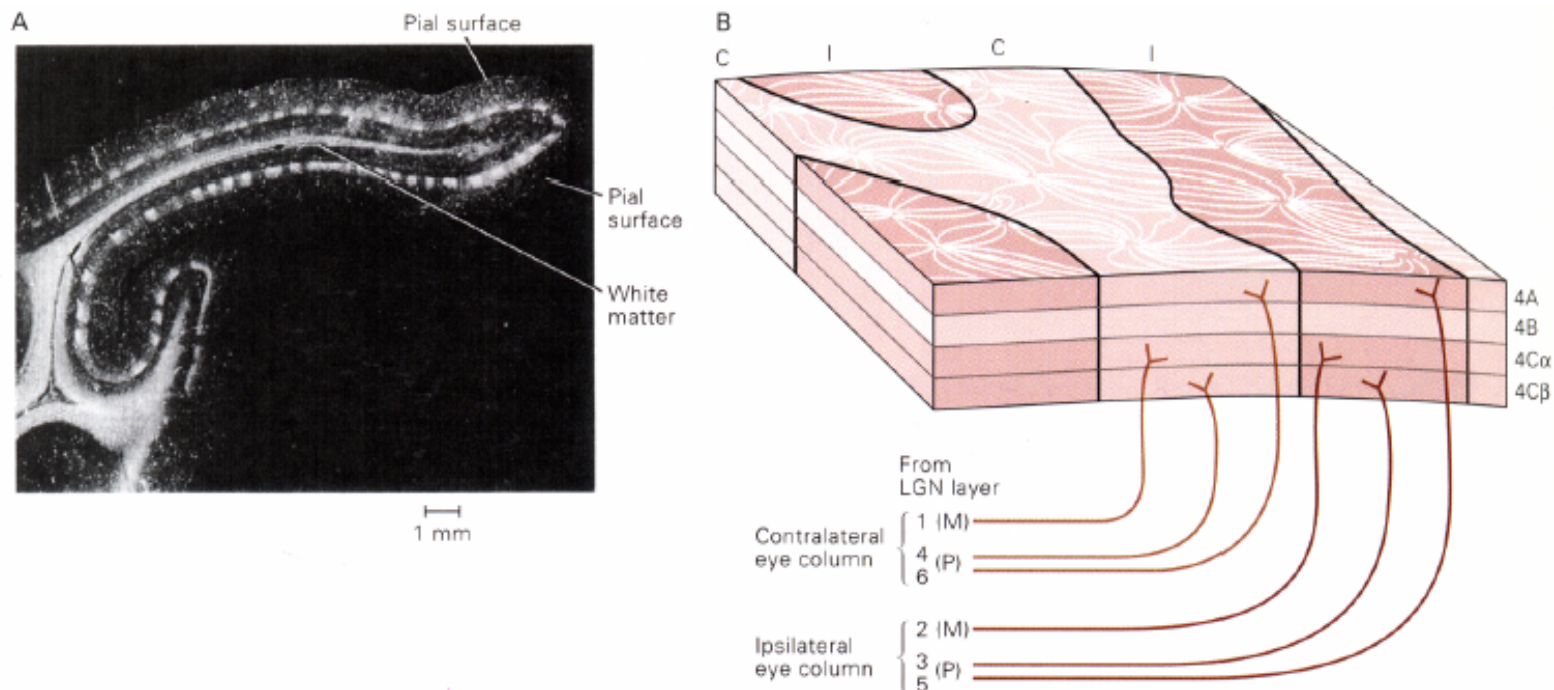 A
Pial surface
Pial
surface
White
matter
1 mm
B
C
I
C
I
4A
4B
4Cα
4Cβ
From
LGN layer
Contralateral
eye column
1 (M)
4
(P)
6
Ipsilateral
eye column
2 (M)
3
(P)
5